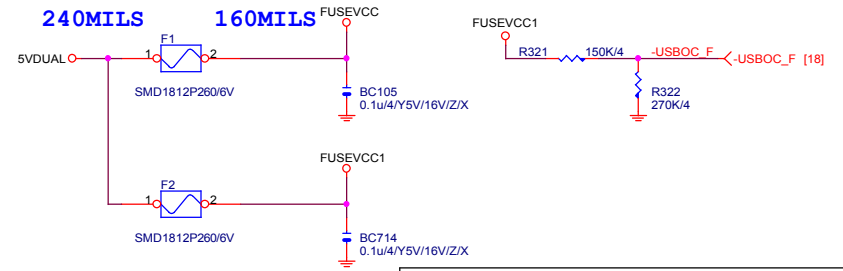 240MILS 160MILS FUSEVCC
FUSEVCC1
F1
5VDUAL 1 2
R321 150K/4 -USBOC_F -USBOC_F [18]
SMD1812P260/6V
BC105
0.1u/4/Y5V/16V/Z/X
R322
270K/4
FUSEVCC1
F2
1 2
SMD1812P260/6V
BC714
0.1u/4/Y5V/16V/Z/X